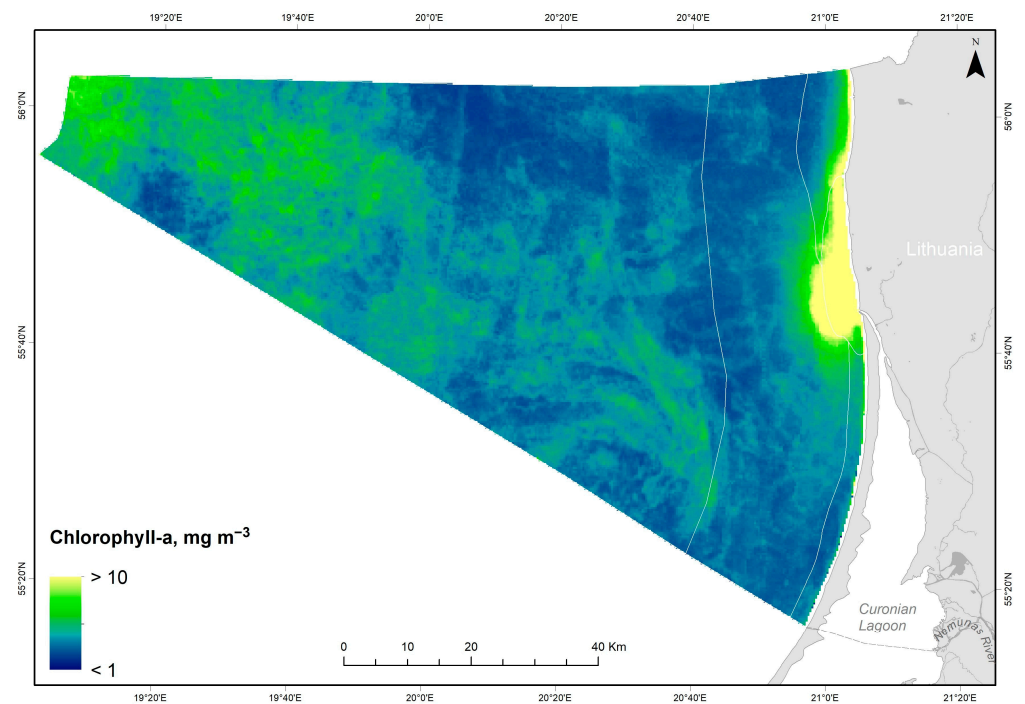 19°20'E 19°40'E 20°0'E 20°20'E 20°40'E 21°0'E 21°20'E
N
56°0'N
56°0'N
Lithuania
55°40'N
55°40'N
Chlorophyll-a, mg m⁻³
> 10
< 1
55°20'N
55°20'N
Curonian
Lagoon
Nemunas River
0 10 20 40 Km
19°20'E 19°40'E 20°0'E 20°20'E 20°40'E 21°0'E 21°20'E